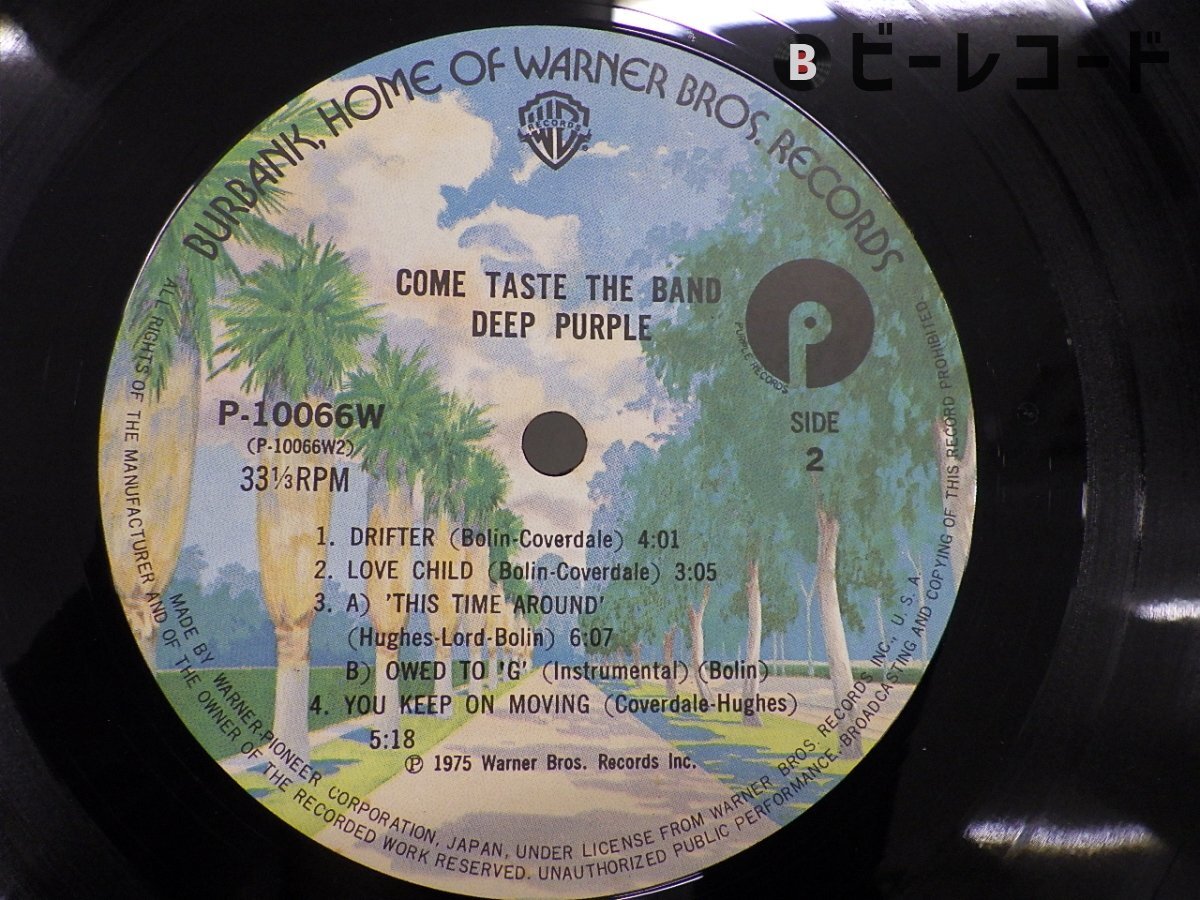 B ビーレコード
BURBANK, HOME OF WARNER BROS. RECORDS
WB
RECORDS
COME TASTE THE BAND
DEEP PURPLE
P
PURPLE RECORDS
SIDE
2
P-10066W
(P-10066W2)
33⅓RPM
1. DRIFTER (Bolin-Coverdale) 4:01
2. LOVE CHILD (Bolin-Coverdale) 3:05
3. A) 'THIS TIME AROUND'
(Hughes-Lord-Bolin) 6:07
B) OWED TO 'G' (Instrumental) (Bolin)
4. YOU KEEP ON MOVING (Coverdale-Hughes)
5:18
Ⓟ 1975 Warner Bros. Records Inc.
MADE BY WARNER-PIONEER CORPORATION, JAPAN, UNDER LICENSE FROM WARNER BROS. RECORDS INC., U. S. A.
ALL RIGHTS OF THE MANUFACTURER AND OF THE OWNER OF THE RECORDED WORK RESERVED. UNAUTHORIZED PUBLIC PERFORMANCE, BROADCASTING AND COPYING OF THIS RECORD PROHIBITED.